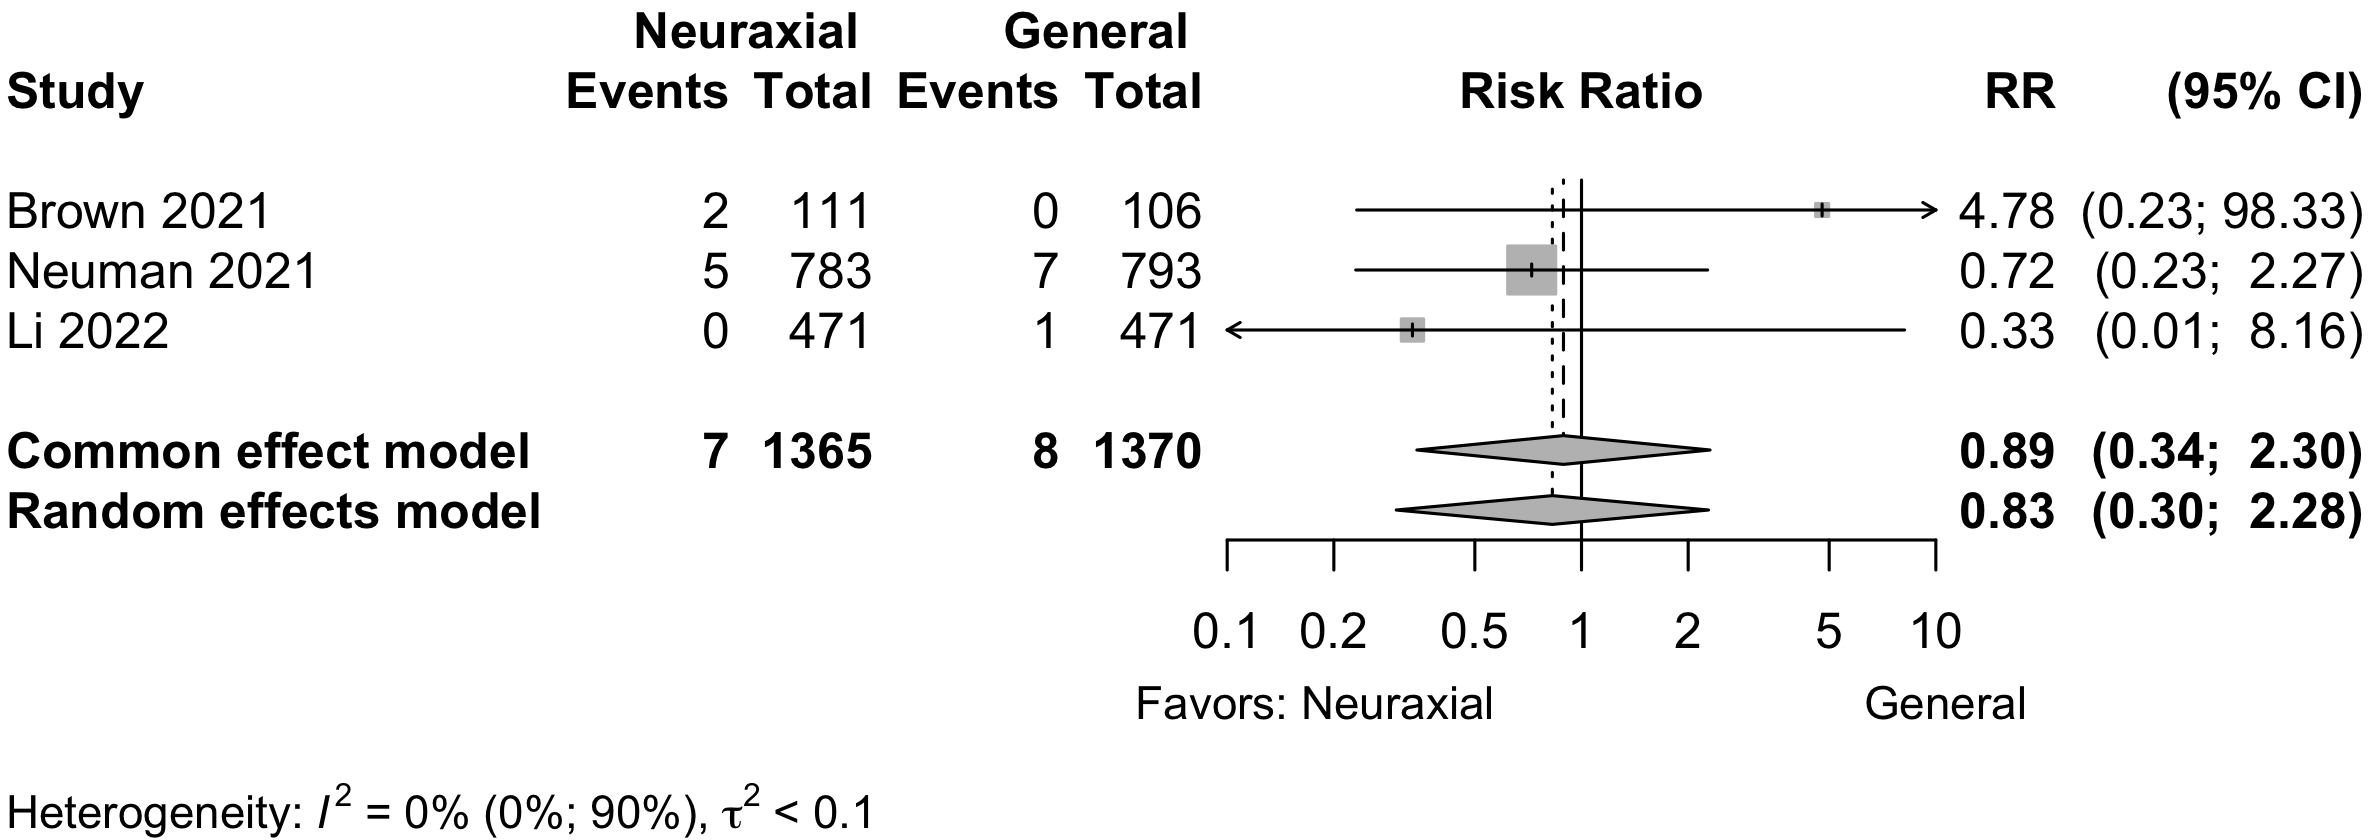 Neuraxial General
Study Events Total Events Total Risk Ratio RR (95% CI)
Brown 2021 2 111 0 106 4.78 (0.23; 98.33)
Neuman 2021 5 783 7 793 0.72 (0.23; 2.27)
Li 2022 0 471 1 471 0.33 (0.01; 8.16)
Common effect model 7 1365 8 1370 0.89 (0.34; 2.30)
Random effects model 0.83 (0.30; 2.28)
0.1 0.2 0.5 1 2 5 10
Favors: Neuraxial General
Heterogeneity: I² = 0% (0%; 90%), τ² < 0.1